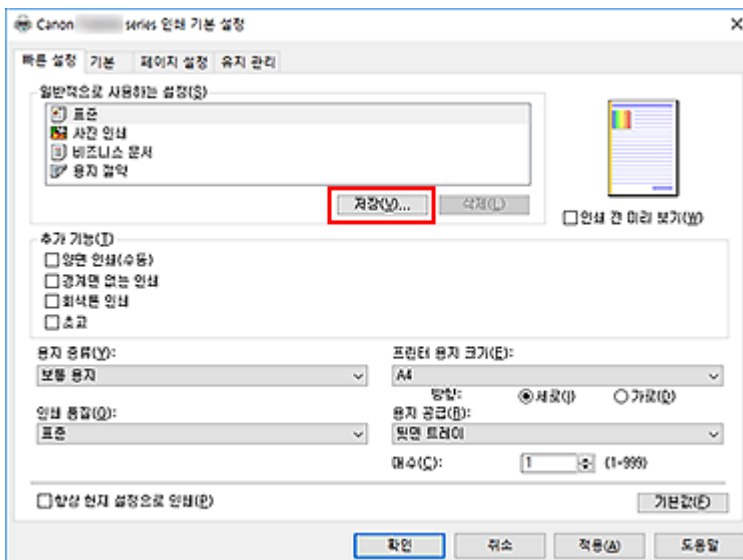 Canon series 인쇄 기본 설정
빠른 설정 기본 페이지 설정 유지 관리
일반적으로 사용하는 설정(S)
표준
사진 인쇄
비즈니스 문서
용지 절약
저장(V)... 삭제(L)
인쇄 전 미리 보기(W)
추가 기능(T)
양면 인쇄(수동)
경계면 없는 인쇄
회색톤 인쇄
초고
용지 종류(Y): 프린터 용지 크기(E):
보통 용지 A4
방향: 세로(I) 가로(D)
인쇄 품질(Q): 용지 공급(R):
표준 뒷면 트레이
매수(C): 1 (1-999)
항상 현재 설정으로 인쇄(P) 기본값(F)
확인 취소 적용(A) 도움말